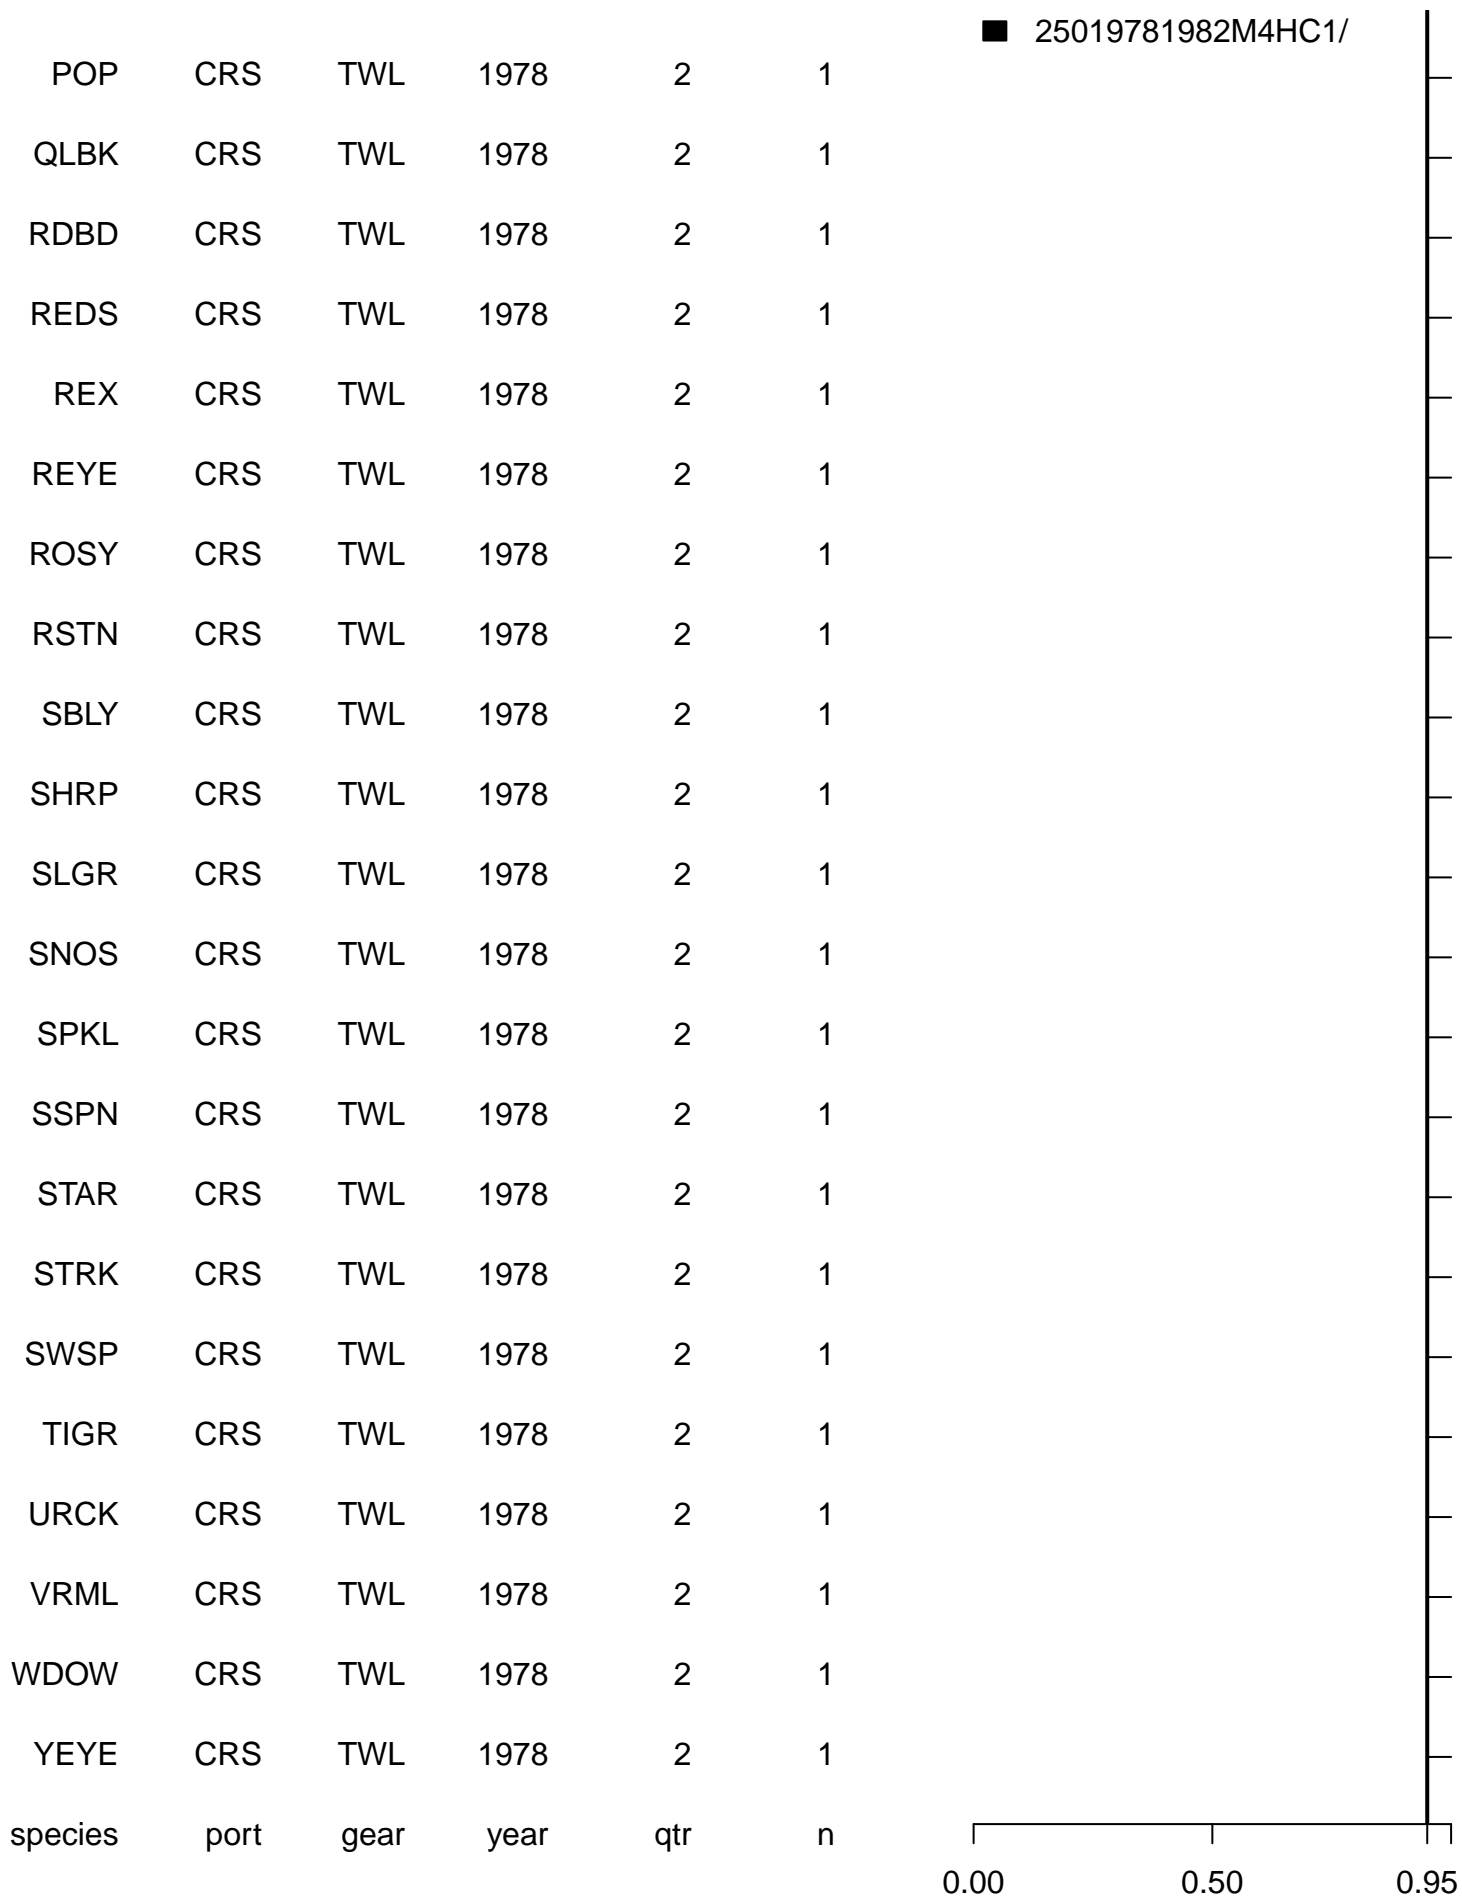 25019781982M4HC1/
POP CRS TWL 1978 2 1
QLBK CRS TWL 1978 2 1
RDBD CRS TWL 1978 2 1
REDS CRS TWL 1978 2 1
REX CRS TWL 1978 2 1
REYE CRS TWL 1978 2 1
ROSY CRS TWL 1978 2 1
RSTN CRS TWL 1978 2 1
SBLY CRS TWL 1978 2 1
SHRP CRS TWL 1978 2 1
SLGR CRS TWL 1978 2 1
SNOS CRS TWL 1978 2 1
SPKL CRS TWL 1978 2 1
SSPN CRS TWL 1978 2 1
STAR CRS TWL 1978 2 1
STRK CRS TWL 1978 2 1
SWSP CRS TWL 1978 2 1
TIGR CRS TWL 1978 2 1
URCK CRS TWL 1978 2 1
VRML CRS TWL 1978 2 1
WDOW CRS TWL 1978 2 1
YEYE CRS TWL 1978 2 1
species port gear year qtr n
0.00 0.50 0.95